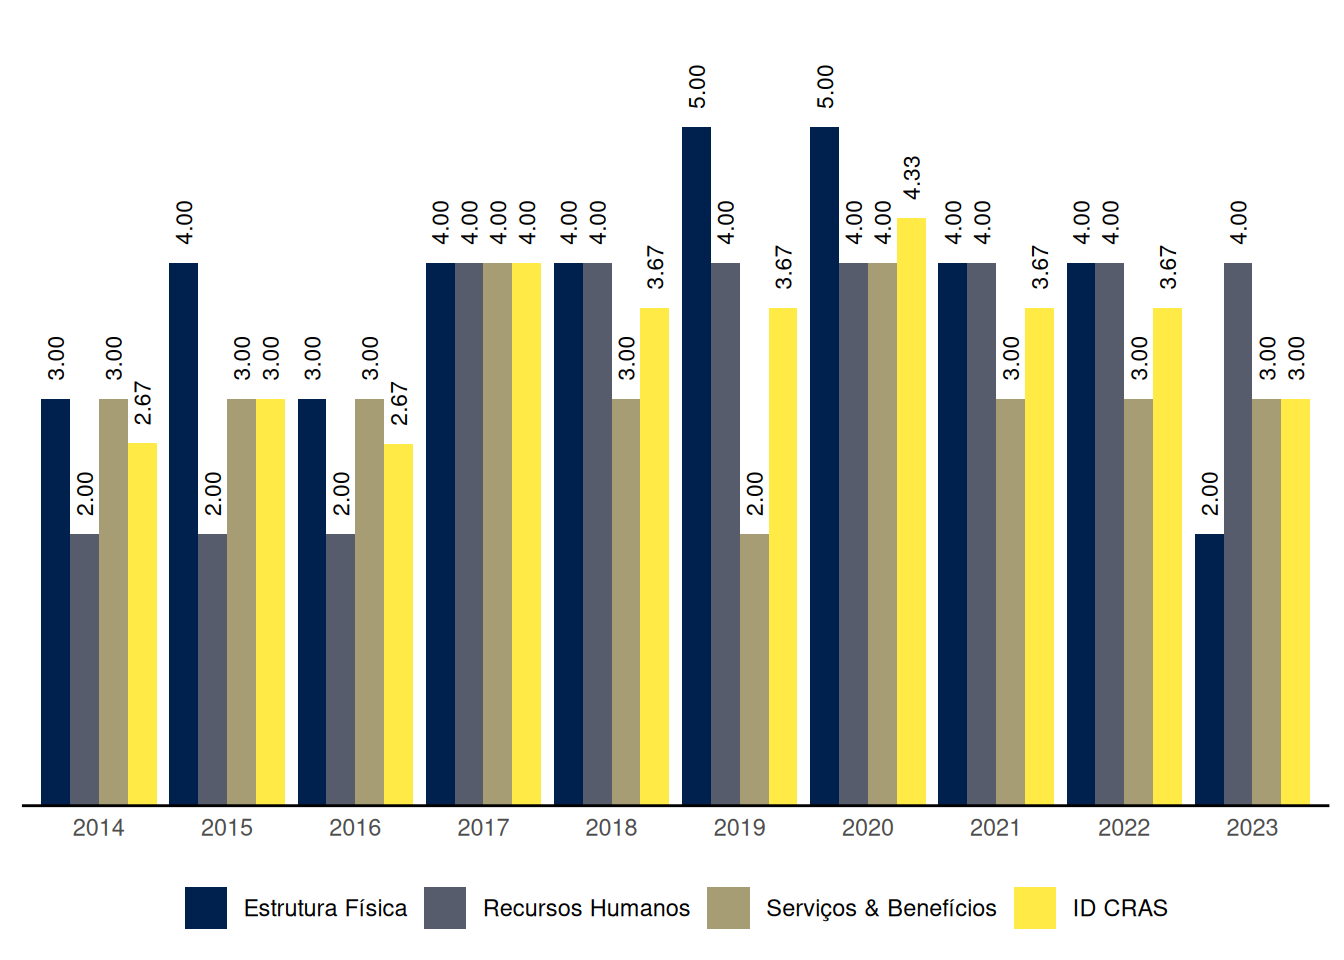 5.00 5.00
4.33
4.00 4.00 4.00 4.00 4.00 4.00 4.00 4.00 4.00 4.00 4.00 4.00 4.00 4.00 4.00
3.67 3.67 3.67 3.67
3.00 3.00 3.00 3.00 3.00 3.00 3.00 3.00 3.00 3.00 3.00
2.67 2.67
2.00 2.00 2.00 2.00 2.00
2014 2015 2016 2017 2018 2019 2020 2021 2022 2023
Estrutura Física Recursos Humanos Serviços & Benefícios ID CRAS